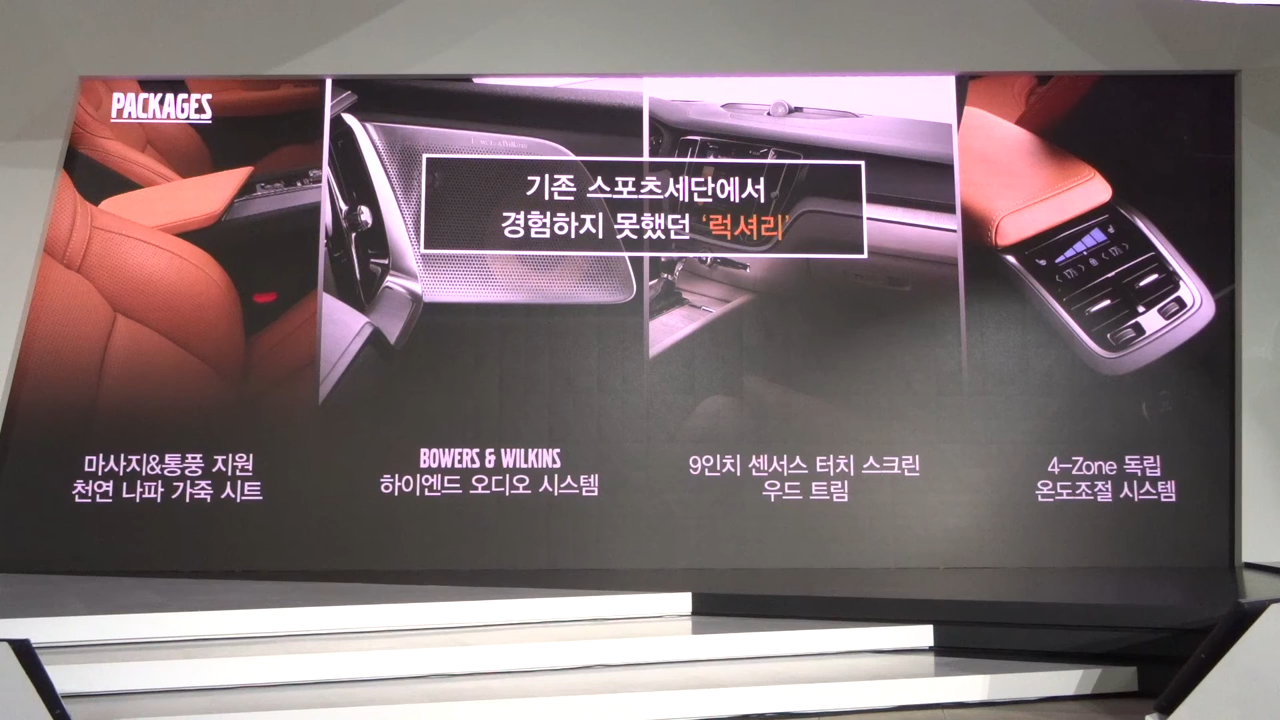 PACKAGES
기존 스포츠세단에서
경험하지 못했던 '럭셔리'
마사지&통풍 지원
천연 나파 가죽 시트
BOWERS & WILKINS
하이엔드 오디오 시스템
9인치 센서스 터치 스크린
우드 트림
4-Zone 독립
온도조절 시스템